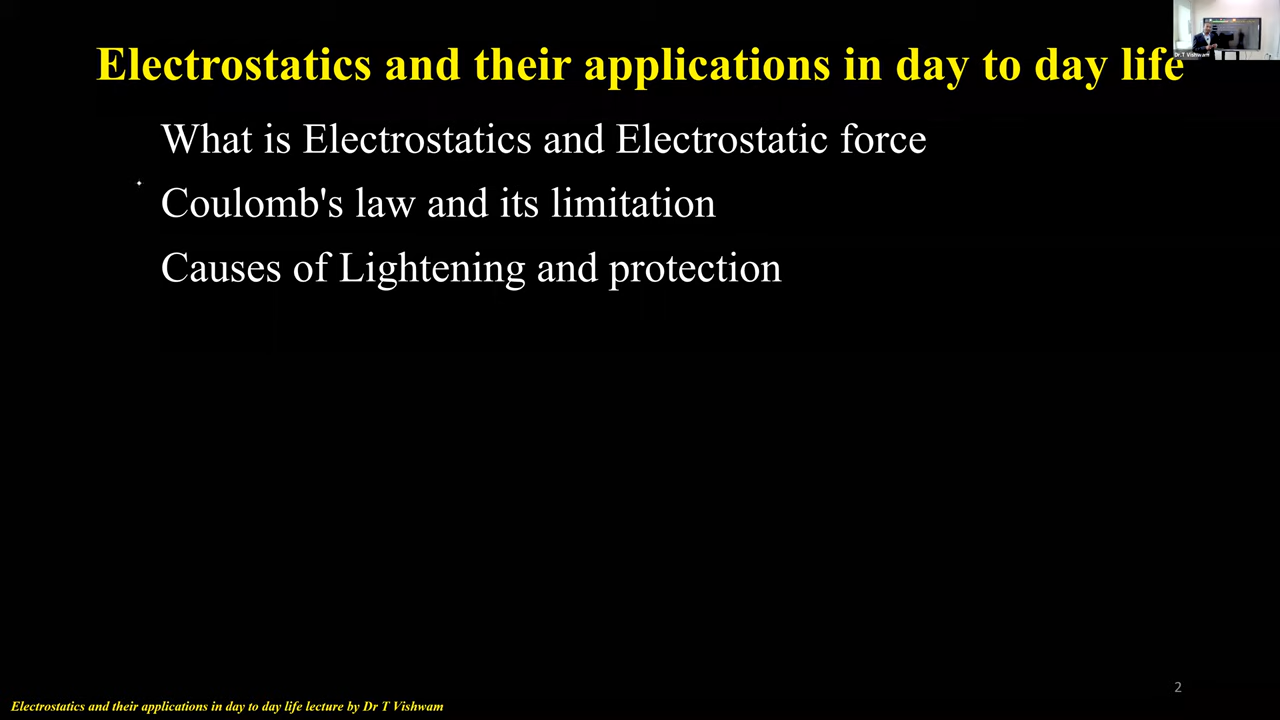 Electrostatics and their applications in day to day life
Dr.T Vishwam
What is Electrostatics and Electrostatic force
Coulomb's law and its limitation
Causes of Lightening and protection
2
Electrostatics and their applications in day to day life lecture by Dr T Vishwam